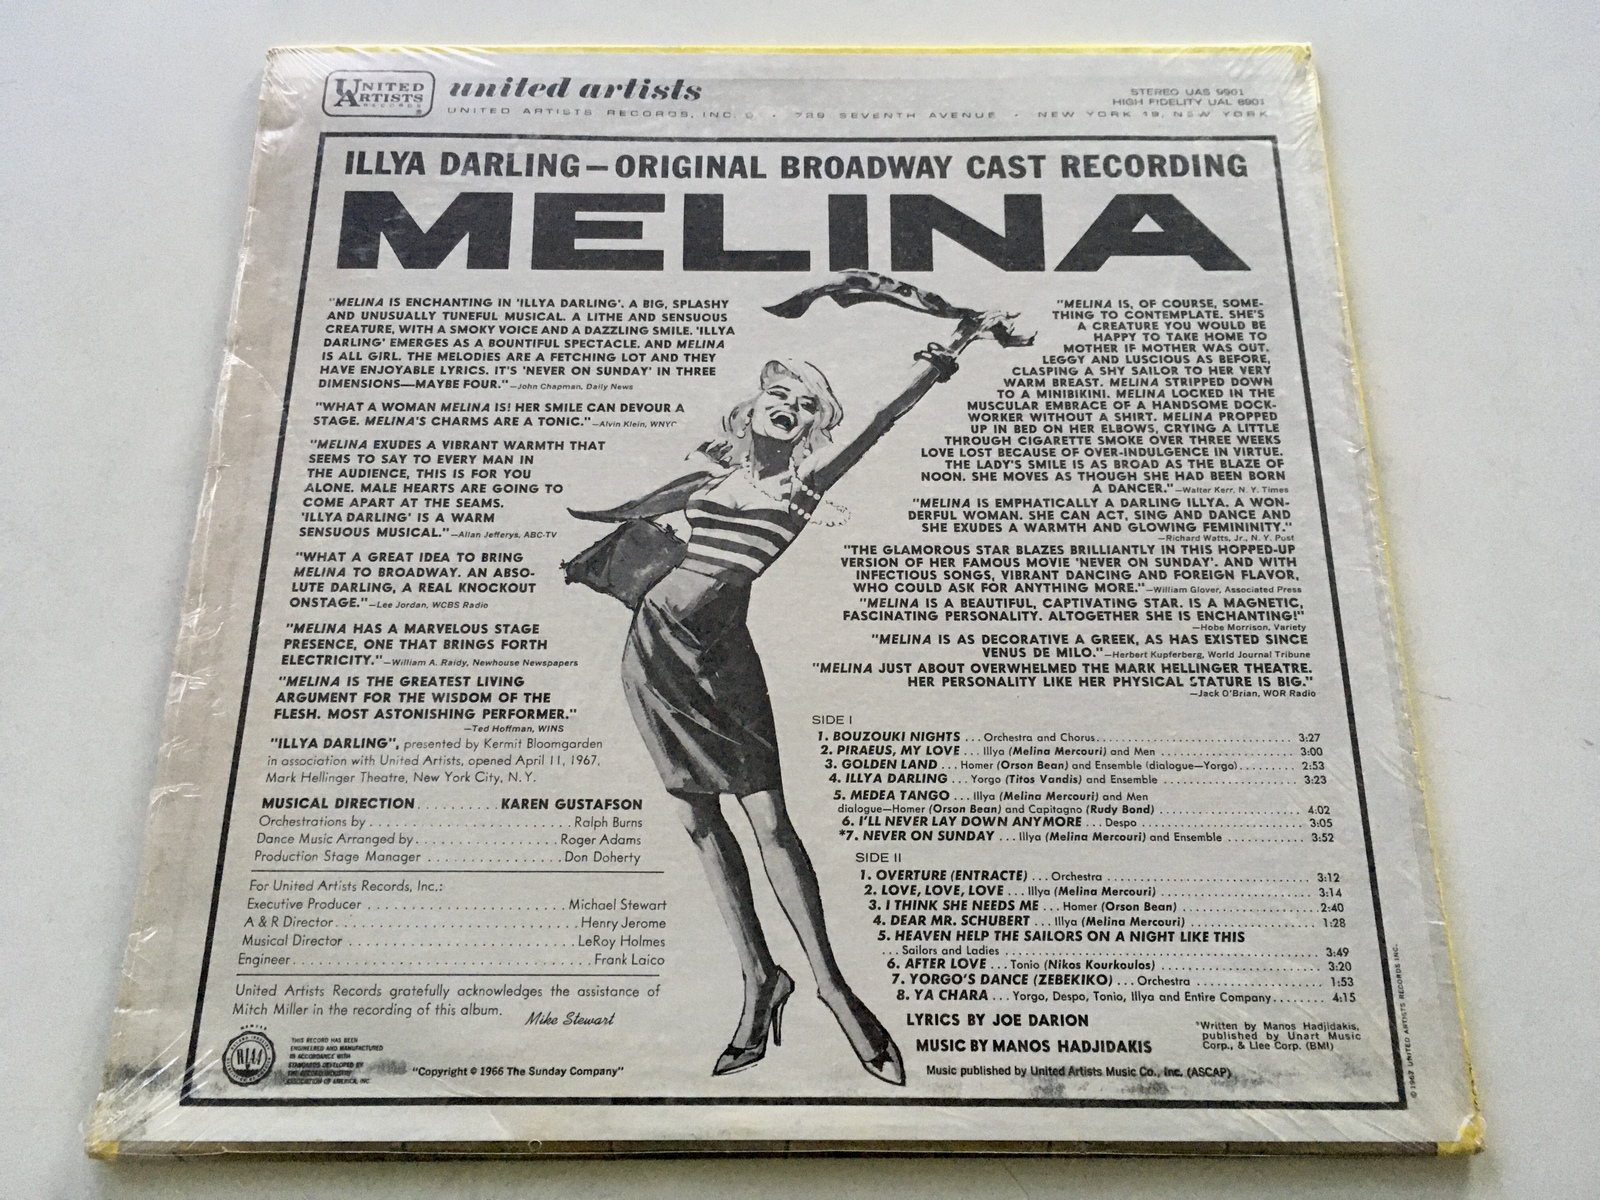 UNITED ARTISTS RECORDS
united artists
UNITED ARTISTS RECORDS, INC. • 729 SEVENTH AVENUE • NEW YORK 19, NEW YORK
STEREO UAS 9901
HIGH FIDELITY UAL 8901
ILLYA DARLING—ORIGINAL BROADWAY CAST RECORDING
MELINA
"MELINA IS ENCHANTING IN 'ILLYA DARLING'. A BIG, SPLASHY
AND UNUSUALLY TUNEFUL MUSICAL. A LITHE AND SENSUOUS
CREATURE, WITH A SMOKY VOICE AND A DAZZLING SMILE. 'ILLYA
DARLING' EMERGES AS A BOUNTIFUL SPECTACLE. AND MELINA
IS ALL GIRL. THE MELODIES ARE A FETCHING LOT AND THEY
HAVE ENJOYABLE LYRICS. IT'S 'NEVER ON SUNDAY' IN THREE
DIMENSIONS—MAYBE FOUR."—John Chapman, Daily News
"WHAT A WOMAN MELINA IS! HER SMILE CAN DEVOUR A
STAGE. MELINA'S CHARMS ARE A TONIC."—Alvin Klein, WNYC
"MELINA EXUDES A VIBRANT WARMTH THAT
SEEMS TO SAY TO EVERY MAN IN
THE AUDIENCE, THIS IS FOR YOU
ALONE. MALE HEARTS ARE GOING TO
COME APART AT THE SEAMS.
'ILLYA DARLING' IS A WARM
SENSUOUS MUSICAL."—Allan Jefferys, ABC-TV
"WHAT A GREAT IDEA TO BRING
MELINA TO BROADWAY. AN ABSO-
LUTE DARLING, A REAL KNOCKOUT
ONSTAGE."—Lee Jordan, WCBS Radio
"MELINA HAS A MARVELOUS STAGE
PRESENCE, ONE THAT BRINGS FORTH
ELECTRICITY."—William A. Raidy, Newhouse Newspapers
"MELINA IS THE GREATEST LIVING
ARGUMENT FOR THE WISDOM OF THE
FLESH. MOST ASTONISHING PERFORMER."
—Ted Hoffman, WINS
"ILLYA DARLING", presented by Kermit Bloomgarden
in association with United Artists, opened April 11, 1967,
Mark Hellinger Theatre, New York City, N.Y.
MUSICAL DIRECTION . . . . . . . . . KAREN GUSTAFSON
Orchestrations by . . . . . . . . . Ralph Burns
Dance Music Arranged by . . . . . . . . . Roger Adams
Production Stage Manager . . . . . . . . . Don Doherty
For United Artists Records, Inc.:
Executive Producer . . . . . . . . . Michael Stewart
A & R Director . . . . . . . . . Henry Jerome
Musical Director . . . . . . . . . LeRoy Holmes
Engineer . . . . . . . . . Frank Laico
United Artists Records gratefully acknowledges the assistance of
Mitch Miller in the recording of this album.
Mike Stewart
MEMBER
RIAA
THIS RECORD HAS BEEN
ENGINEERED AND MANUFACTURED
IN ACCORDANCE WITH
STANDARDS DEVELOPED BY
THE RECORD INDUSTRY
ASSOCIATION OF AMERICA, INC
"Copyright © 1966 The Sunday Company"
"MELINA IS, OF COURSE, SOME-
THING TO CONTEMPLATE. SHE'S
A CREATURE YOU WOULD BE
HAPPY TO TAKE HOME TO
MOTHER IF MOTHER WAS OUT.
LEGGY AND LUSCIOUS AS BEFORE,
CLASPING A SHY SAILOR TO HER VERY
WARM BREAST. MELINA STRIPPED DOWN
TO A MINIBIKINI. MELINA LOCKED IN THE
MUSCULAR EMBRACE OF A HANDSOME DOCK-
WORKER WITHOUT A SHIRT. MELINA PROPPED
UP IN BED ON HER ELBOWS, CRYING A LITTLE
THROUGH CIGARETTE SMOKE OVER THREE WEEKS
LOVE LOST BECAUSE OF OVER-INDULGENCE IN VIRTUE.
THE LADY'S SMILE IS AS BROAD AS THE BLAZE OF
NOON. SHE MOVES AS THOUGH SHE HAD BEEN BORN
A DANCER."—Walter Kerr, N.Y. Times
"MELINA IS EMPHATICALLY A DARLING ILLYA. A WON-
DERFUL WOMAN. SHE CAN ACT, SING AND DANCE AND
SHE EXUDES A WARMTH AND GLOWING FEMININITY."
—Richard Watts, Jr., N.Y. Post
"THE GLAMOROUS STAR BLAZES BRILLIANTLY IN THIS HOPPED-UP
VERSION OF HER FAMOUS MOVIE 'NEVER ON SUNDAY'. AND WITH
INFECTIOUS SONGS, VIBRANT DANCING AND FOREIGN FLAVOR,
WHO COULD ASK FOR ANYTHING MORE."—William Glover, Associated Press
"MELINA IS A BEAUTIFUL, CAPTIVATING STAR. IS A MAGNETIC,
FASCINATING PERSONALITY. ALTOGETHER SHE IS ENCHANTING!"
—Hobe Morrison, Variety
"MELINA IS AS DECORATIVE A GREEK, AS HAS EXISTED SINCE
VENUS DE MILO."—Herbert Kupferberg, World Journal Tribune
"MELINA JUST ABOUT OVERWHELMED THE MARK HELLINGER THEATRE.
HER PERSONALITY LIKE HER PHYSICAL STATURE IS BIG."
—Jack O'Brian, WOR Radio
SIDE I
1. BOUZOUKI NIGHTS . . . Orchestra and Chorus . . . 3:27
2. PIRAEUS, MY LOVE . . . Illya (Melina Mercouri) and Men . . . 3:00
3. GOLDEN LAND . . . Homer (Orson Bean) and Ensemble (dialogue—Yorgo) . . . 2:53
4. ILLYA DARLING . . . Yorgo (Titos Vandis) and Ensemble . . . 3:23
5. MEDEA TANGO . . . Illya (Melina Mercouri) and Men
dialogue—Homer (Orson Bean) and Capitagno (Rudy Bond) . . . 4:02
6. I'LL NEVER LAY DOWN ANYMORE . . . Despo . . . 3:05
*7. NEVER ON SUNDAY . . . Illya (Melina Mercouri) and Ensemble . . . 3:52
SIDE II
1. OVERTURE (ENTRACTE) . . . Orchestra . . . 3:12
2. LOVE, LOVE, LOVE . . . Illya (Melina Mercouri) . . . 3:14
3. I THINK SHE NEEDS ME . . . Homer (Orson Bean) . . . 2:40
4. DEAR MR. SCHUBERT . . . Illya (Melina Mercouri) . . . 1:28
5. HEAVEN HELP THE SAILORS ON A NIGHT LIKE THIS
. . . Sailors and Ladies . . . 3:49
6. AFTER LOVE . . . Tonio (Nikos Kourkoulos) . . . 3:20
7. YORGO'S DANCE (ZEBEKIKO) . . . Orchestra . . . 1:53
8. YA CHARA . . . Yorgo, Despo, Tonio, Illya and Entire Company . . . 4:15
LYRICS BY JOE DARION
MUSIC BY MANOS HADJIDAKIS
*Written by Manos Hadjidakis,
published by Unart Music
Corp., & Llee Corp. (BMI)
Music published by United Artists Music Co., Inc. (ASCAP)
© 1967 UNITED ARTISTS RECORDS INC.